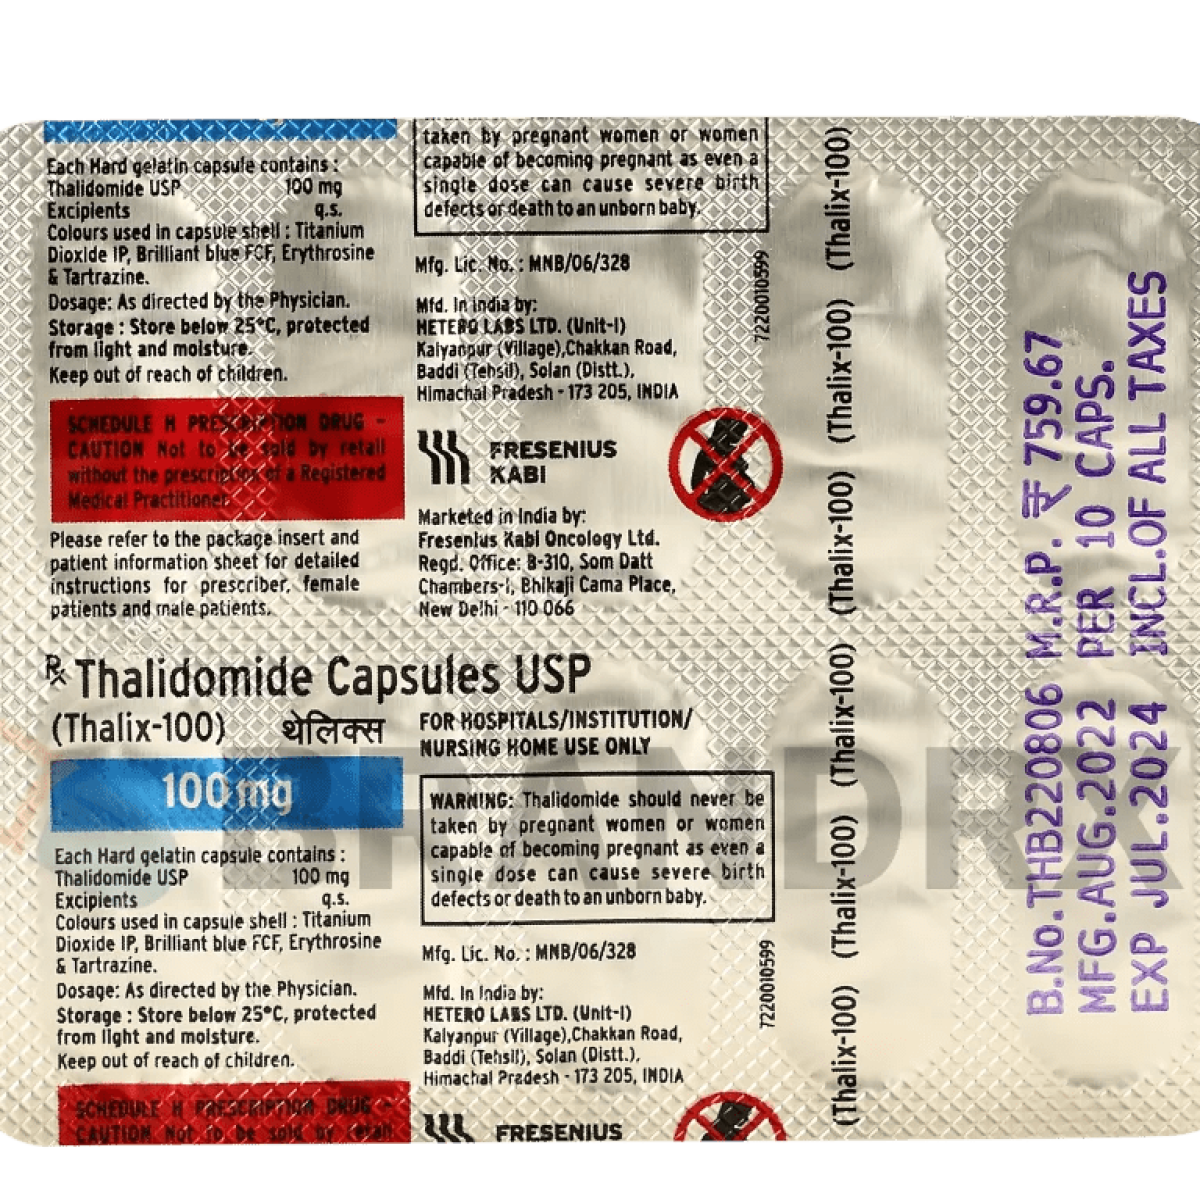 Each Hard gelatin capsule contains :
Thalidomide USP 100 mg
Excipients q.s.
Colours used in capsule shell : Titanium
Dioxide IP, Brilliant blue FCF, Erythrosine
& Tartrazine.
Dosage: As directed by the Physician.
Storage : Store below 25°C, protected
from light and moisture.
Keep out of reach of children.
SCHEDULE H PRESCRIPTION DRUG -
CAUTION Not to be sold by retail
without the prescription of a Registered
Medical Practitioner.
Please refer to the package insert and
patient information sheet for detailed
instructions for prescriber, female
patients and male patients.
taken by pregnant women or women
capable of becoming pregnant as even a
single dose can cause severe birth
defects or death to an unborn baby.
Mfg. Lic. No. : MNB/06/328
Mfd. In India by:
HETERO LABS LTD. (Unit-I)
Kalyanpur (Village),Chakkan Road,
Baddi (Tehsil), Solan (Distt.),
Himachal Pradesh - 173 205, INDIA
FRESENIUS
KABI
Marketed in India by:
Fresenius Kabi Oncology Ltd.
Regd. Office: B-310, Som Datt
Chambers-I, Bhikaji Cama Place,
New Delhi - 110 066
7220010599
Rx Thalidomide Capsules USP
(Thalix-100) थेलिक्स
100 mg
Each Hard gelatin capsule contains :
Thalidomide USP 100 mg
Excipients q.s.
Colours used in capsule shell : Titanium
Dioxide IP, Brilliant blue FCF, Erythrosine
& Tartrazine.
Dosage: As directed by the Physician.
Storage : Store below 25°C, protected
from light and moisture.
Keep out of reach of children.
SCHEDULE H PRESCRIPTION DRUG -
CAUTION Not to be sold by retail
FOR HOSPITALS/INSTITUTION/
NURSING HOME USE ONLY
WARNING: Thalidomide should never be
taken by pregnant women or women
capable of becoming pregnant as even a
single dose can cause severe birth
defects or death to an unborn baby.
Mfg. Lic. No. : MNB/06/328
Mfd. In India by:
HETERO LABS LTD. (Unit-I)
Kalyanpur (Village),Chakkan Road,
Baddi (Tehsil), Solan (Distt.),
Himachal Pradesh - 173 205, INDIA
FRESENIUS
7220010599
(Thalix-100) (Thalix-100) (Thalix-100) (Thalix-100) (Thalix-100) (Thalix-100)
B.No.THB220806 M.R.P. ₹ 759.67
MFG.AUG.2022 PER 10 CAPS.
EXP JUL.2024 INCL.OF ALL TAXES